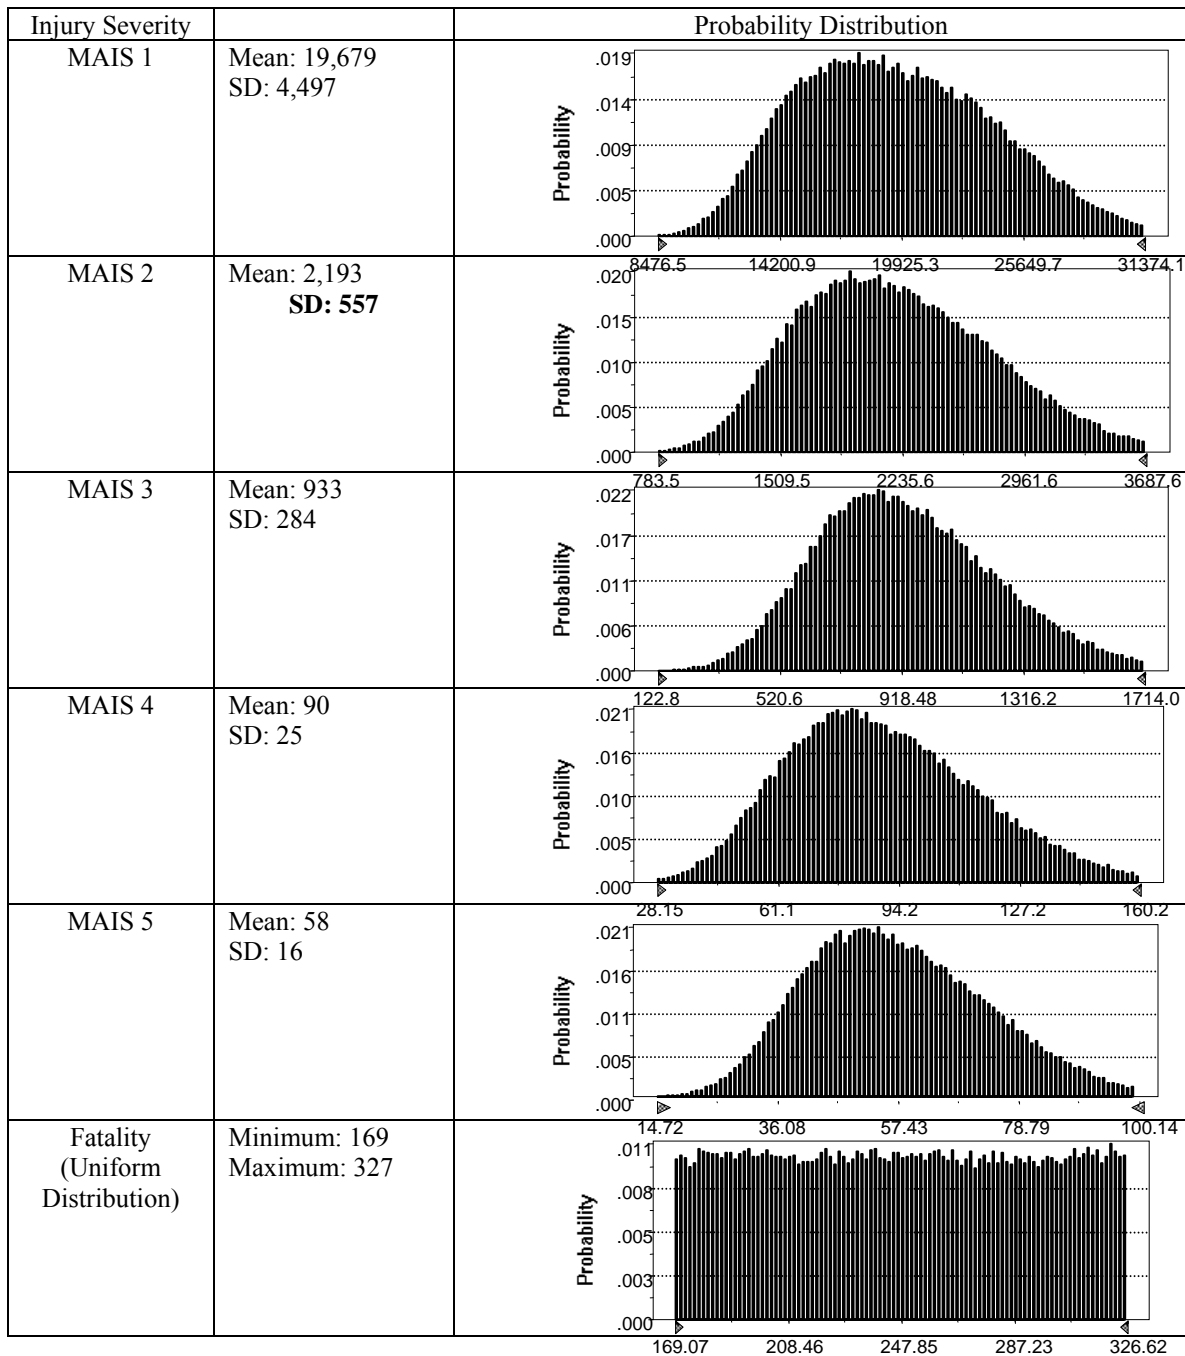 Injury Severity Probability Distribution
MAIS 1 Mean: 19,679
SD: 4,497
.019
.014
.009
.005
.000
Probability
8476.5 14200.9 19925.3 25649.7 31374.1
MAIS 2 Mean: 2,193
SD: 557
.020
.015
.010
.005
.000
Probability
783.5 1509.5 2235.6 2961.6 3687.6
MAIS 3 Mean: 933
SD: 284
.022
.017
.011
.006
.000
Probability
122.8 520.6 918.48 1316.2 1714.0
MAIS 4 Mean: 90
SD: 25
.021
.016
.010
.005
.000
Probability
28.15 61.1 94.2 127.2 160.2
MAIS 5 Mean: 58
SD: 16
.021
.016
.011
.005
.000
Probability
14.72 36.08 57.43 78.79 100.14
Fatality Minimum: 169
(Uniform Maximum: 327
Distribution)
.011
.008
.005
.003
.000
Probability
169.07 208.46 247.85 287.23 326.62